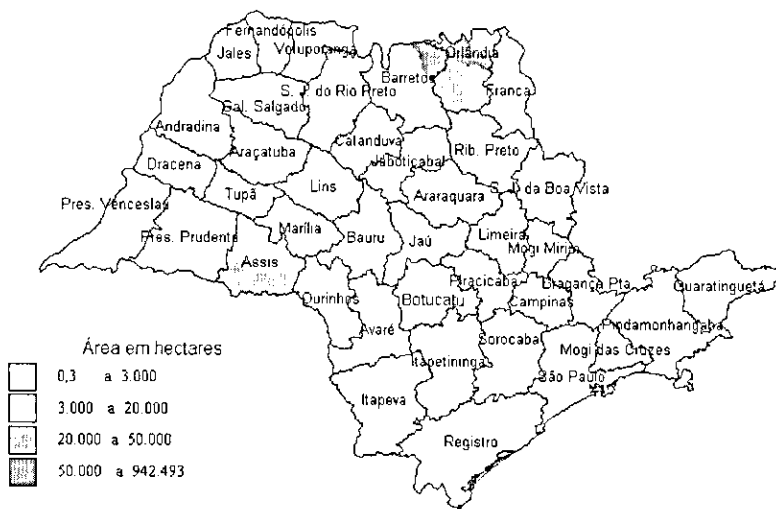 Fernandópolis
Votuporanga
Orlândia
Jales
Barretos
S. J. do Rio Preto
Franca
Gal. Salgado
Andradina
Catanduva
Rib. Preto
Araçatuba
Jaboticabal
Dracena
Lins
S. J. da Boa Vista
Tupã
Araraquara
Pres. Venceslau
Marília
Limeira
Pres. Prudente
Bauru
Jaú
Mogi Mirim
Assis
Piracicaba
Bragança Pta.
Guaratinguetá
Ourinhos
Botucatu
Campinas
Pindamonhangaba
Avaré
Sorocaba
Itapetininga
Mogi das Cruzes
São Paulo
Itapeva
Registro
Área em hectares
0,3 a 3.000
3.000 a 20.000
20.000 a 50.000
50.000 a 942.493